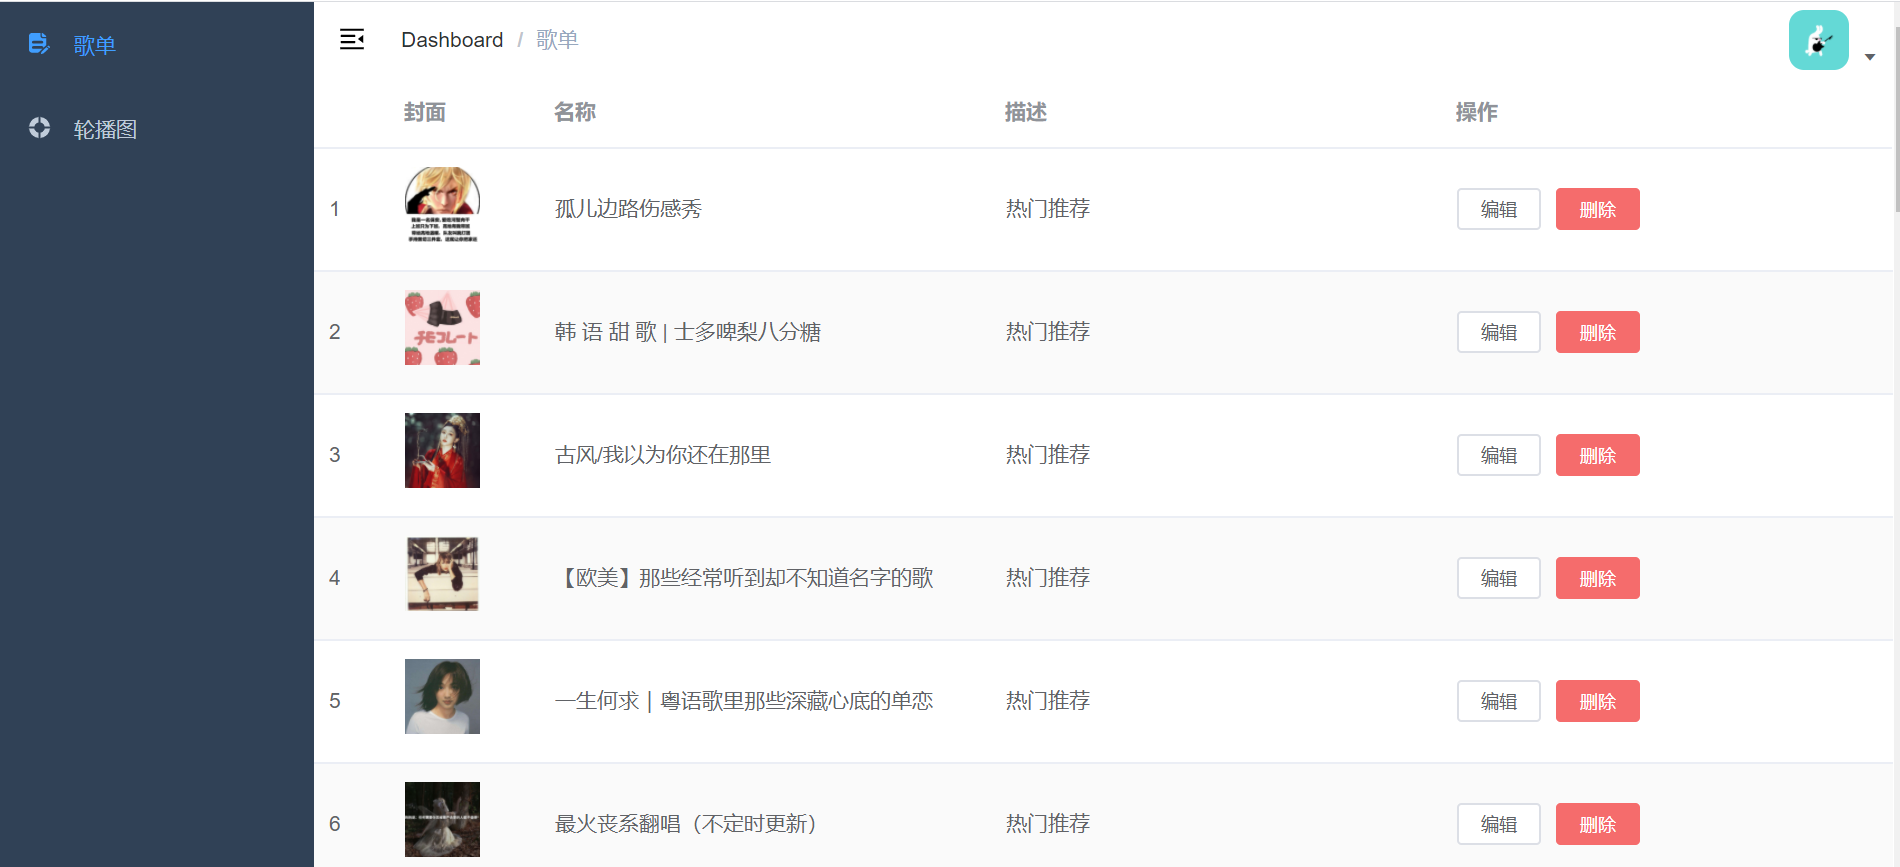 歌单
轮播图
Dashboard / 歌单
封面 名称 描述 操作
1 孤儿边路伤感秀 热门推荐 编辑 删除
2 韩 语 甜 歌 | 士多啤梨八分糖 热门推荐 编辑 删除
チモコレート
3 古风/我以为你还在那里 热门推荐 编辑 删除
4 【欧美】那些经常听到却不知道名字的歌 热门推荐 编辑 删除
5 一生何求 | 粤语歌里那些深藏心底的单恋 热门推荐 编辑 删除
6 最火丧系翻唱（不定时更新） 热门推荐 编辑 删除